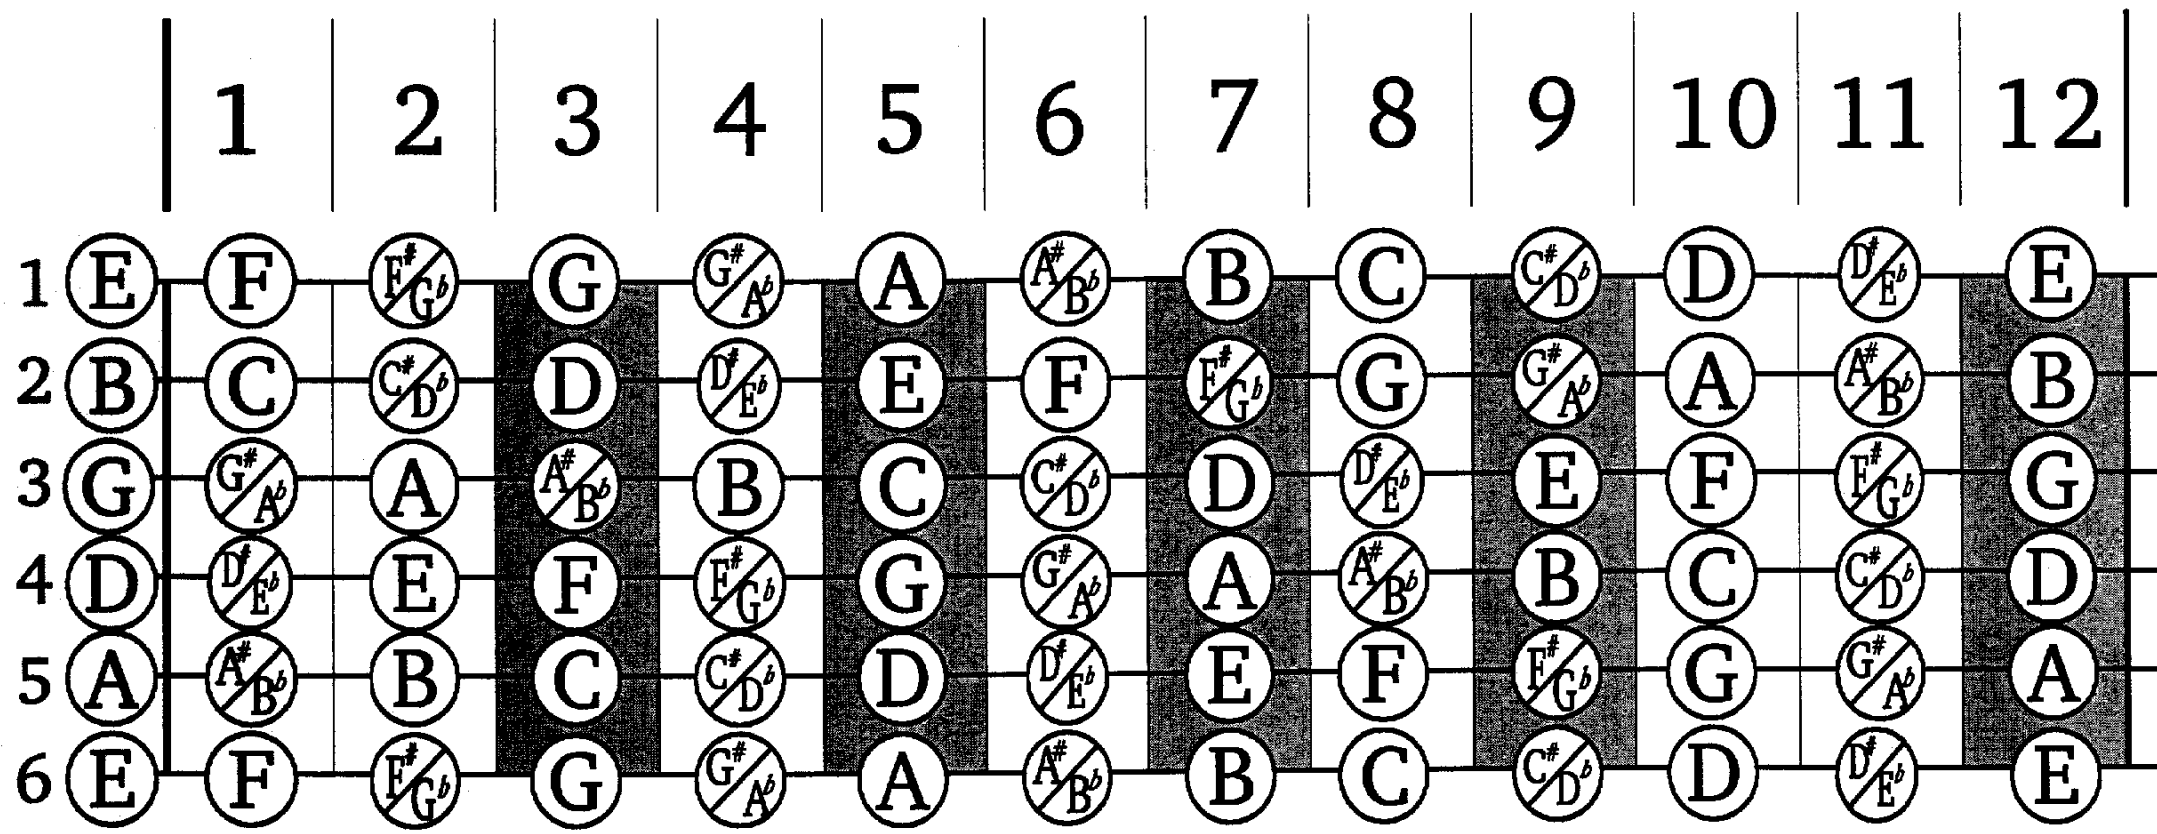 1 2 3 4 5 6 7 8 9 10 11 12
1 E F F#/Gb G G#/Ab A A#/Bb B C C#/Db D D#/Eb E
2 B C C#/Db D D#/Eb E F F#/Gb G G#/Ab A A#/Bb B
3 G G#/Ab A A#/Bb B C C#/Db D D#/Eb E F F#/Gb G
4 D D#/Eb E F F#/Gb G G#/Ab A A#/Bb B C C#/Db D
5 A A#/Bb B C C#/Db D D#/Eb E F F#/Gb G G#/Ab A
6 E F F#/Gb G G#/Ab A A#/Bb B C C#/Db D D#/Eb E